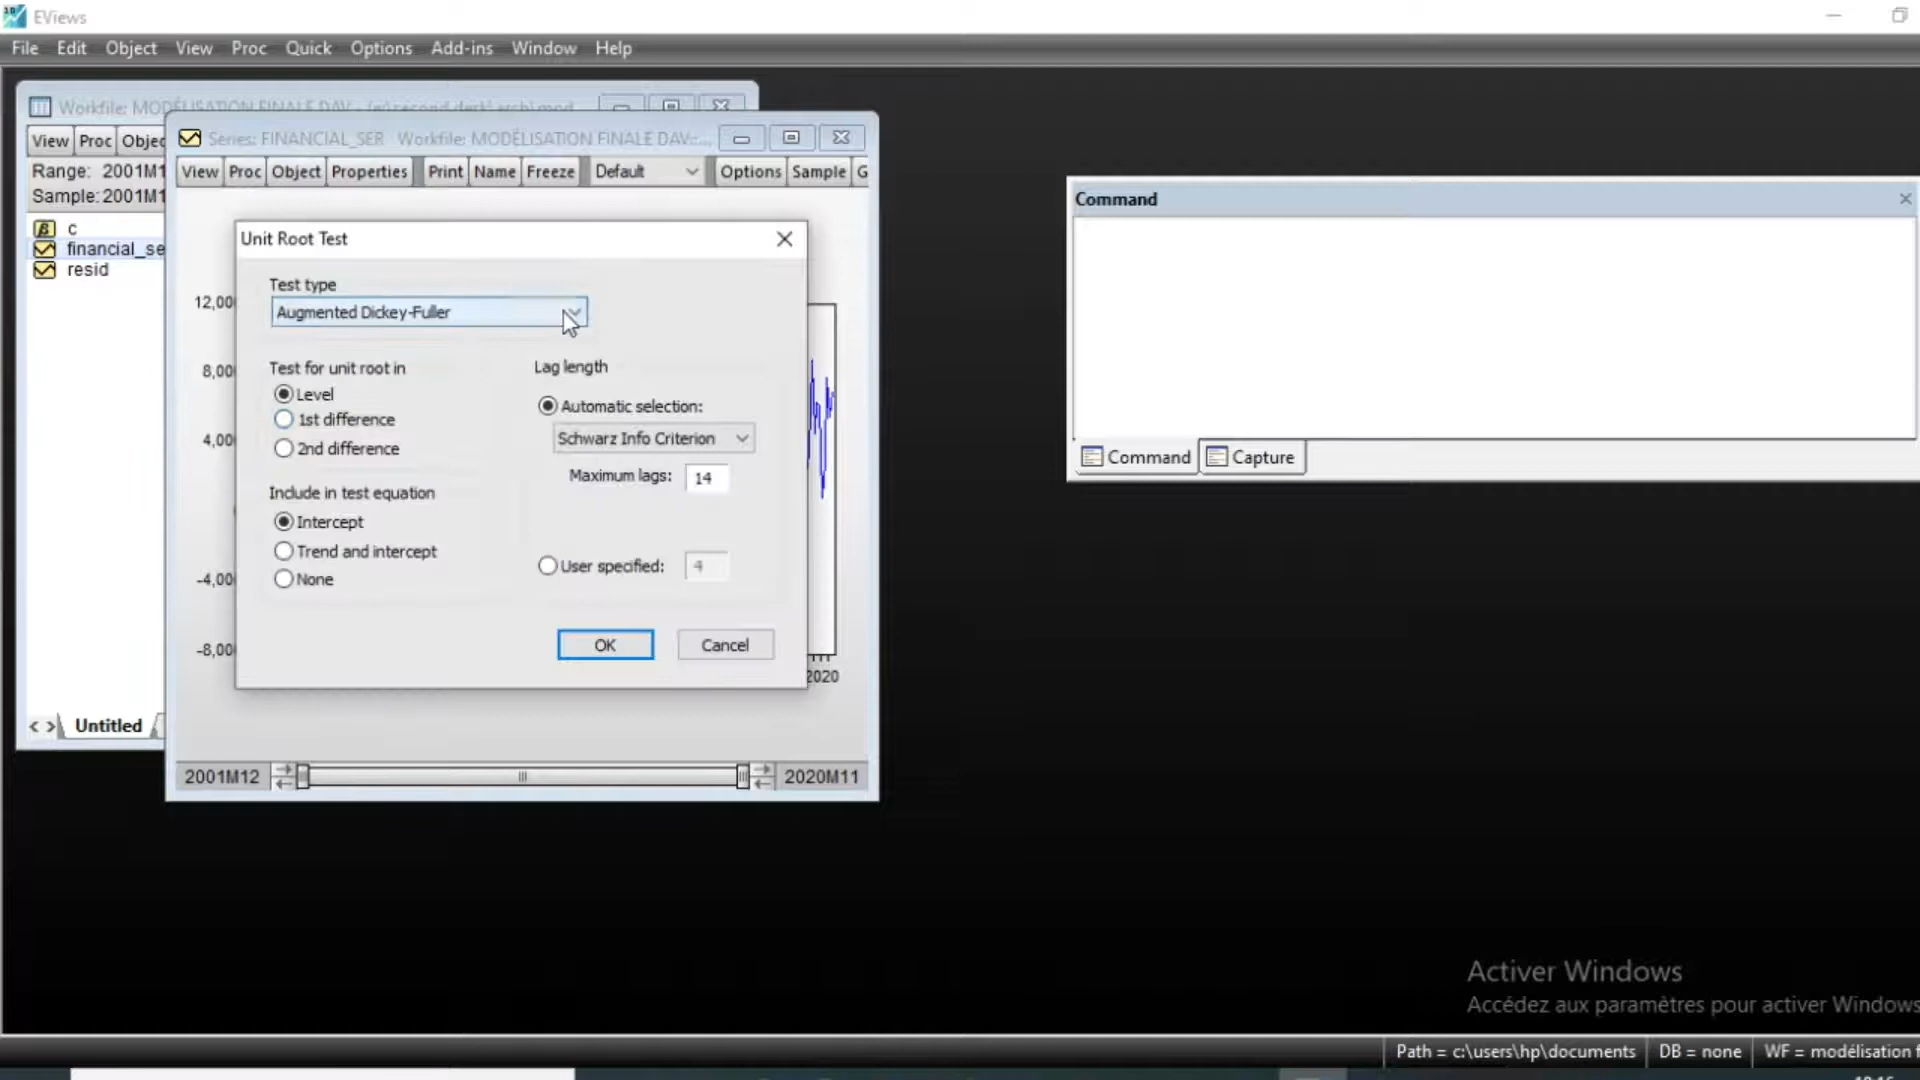 EViews
File Edit Object View Proc Quick Options Add-ins Window Help
Workfile: MODÉLISATION FINALE DAV
View Proc
Range: 2001M1
Sample: 2001M1
c
financial_se
resid
Untitled
Series: FINANCIAL_SER Workfile: MODÉLISATION FINALE DAV::...
View Proc Object Properties Print Name Freeze Default Options Sample G
12,00
8,00
4,00
-4,00
-8,00
2020
2001M12 2020M11
Unit Root Test
Test type
Augmented Dickey-Fuller
Test for unit root in
Level
1st difference
2nd difference
Include in test equation
Intercept
Trend and intercept
None
Lag length
Automatic selection:
Schwarz Info Criterion
Maximum lags: 14
User specified: 4
OK Cancel
Command
Command Capture
Activer Windows
Accédez aux paramètres pour activer Windows
Path = c:\users\hp\documents DB = none WF = modélisation f